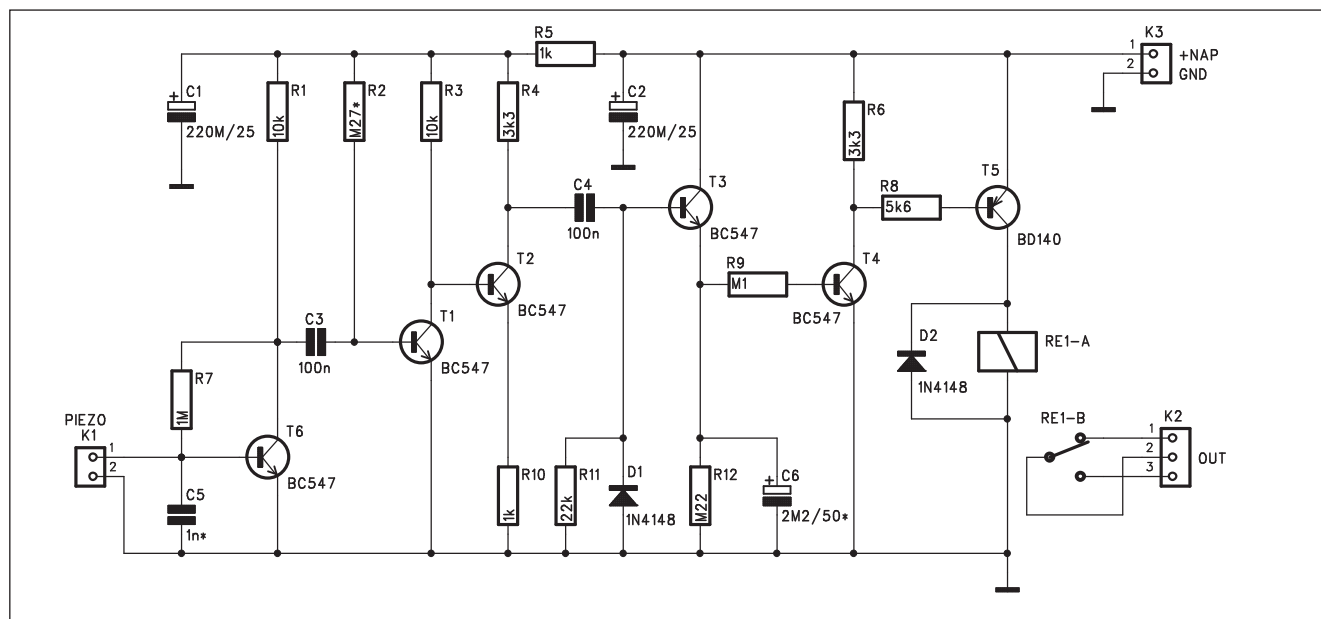 R5
1k
K3
1
+NAP
2
GND
C1
+
220M/25
R1
10k
R2
M27*
R3
10k
R4
3k3
C2
+
220M/25
R6
3k3
T5
BD140
R8
5k6
C4
100n
T3
BC547
T2
BC547
R9
M1
T4
BC547
C3
100n
T1
BC547
D2
1N4148
RE1-A
R7
1M
PIEZO
K1
1
2
T6
BC547
C5
1n*
R10
1k
R11
22k
D1
1N4148
R12
M22
C6
+
2M2/50*
RE1-B
K2
1
2
3
OUT